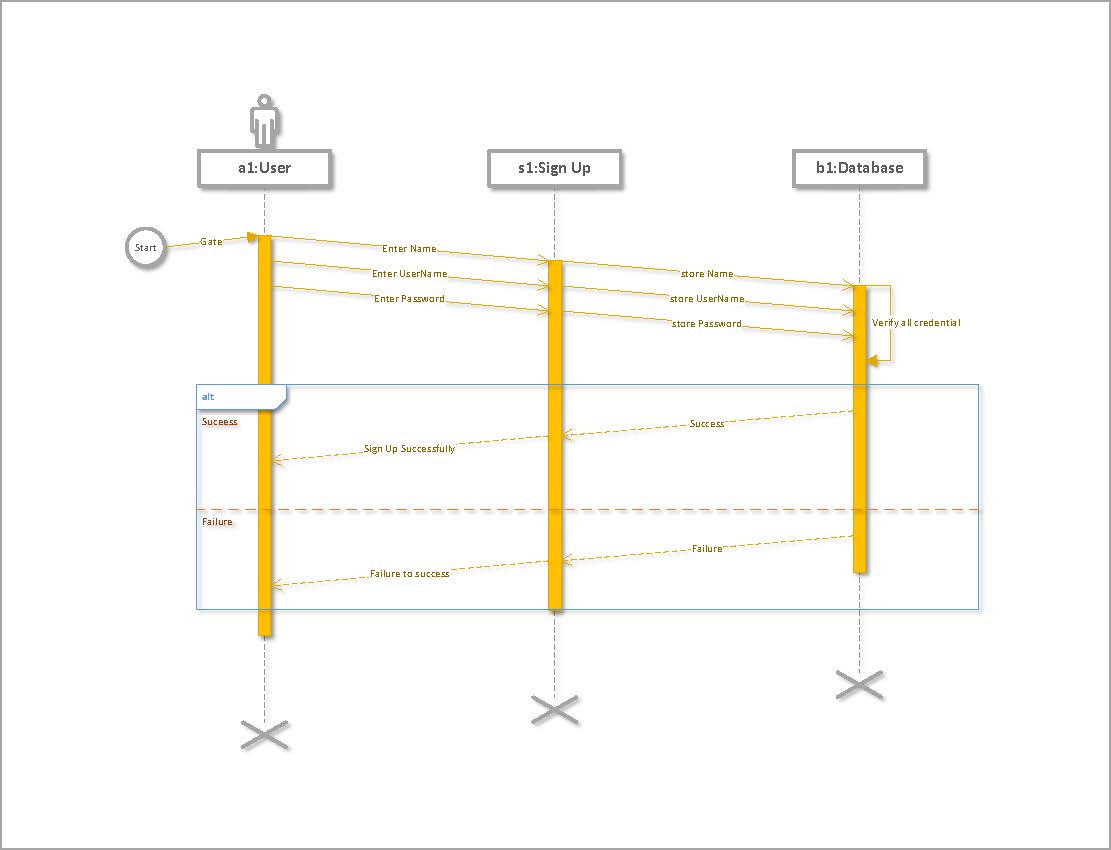 a1:User
s1:Sign Up
b1:Database
Start
Gate
Enter Name
store Name
Enter UserName
store UserName
Enter Password
store Password
Verify all credential
alt
Success
Success
Sign Up Successfully
Failure
Failure
Failure to success